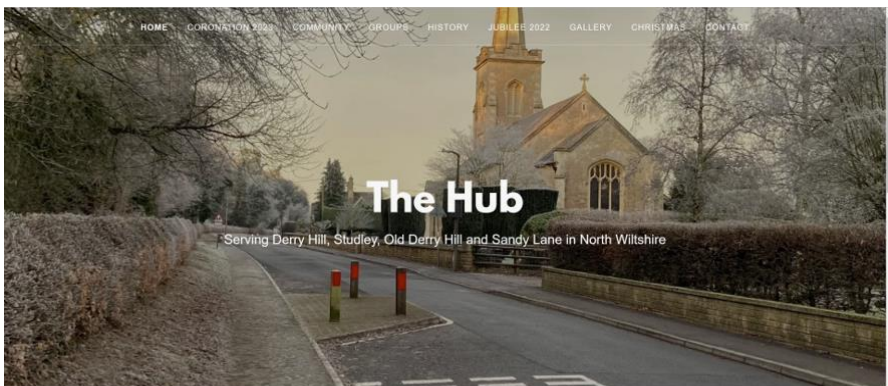 HOME CORONATION 2023 COMMUNITY GROUPS HISTORY JUBILEE 2022 GALLERY CHRISTMAS CONTACT
The Hub
Serving Derry Hill, Studley, Old Derry Hill and Sandy Lane in North Wiltshire